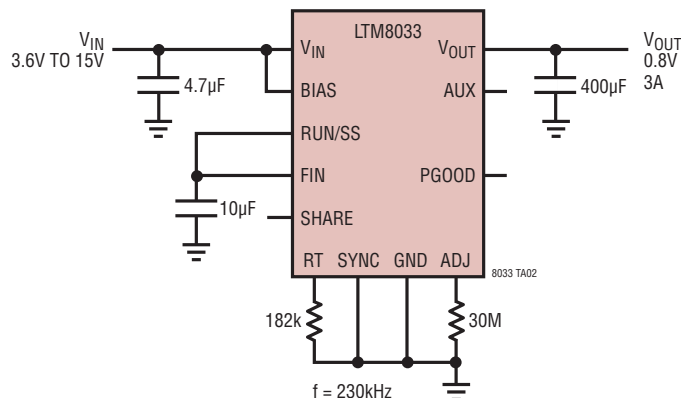 LTM8033
VIN
3.6V TO 15V
4.7µF
VIN
BIAS
RUN/SS
FIN
SHARE
10µF
VOUT
AUX
PGOOD
VOUT
0.8V
3A
400µF
RT SYNC GND ADJ
8033 TA02
182k
30M
f = 230kHz